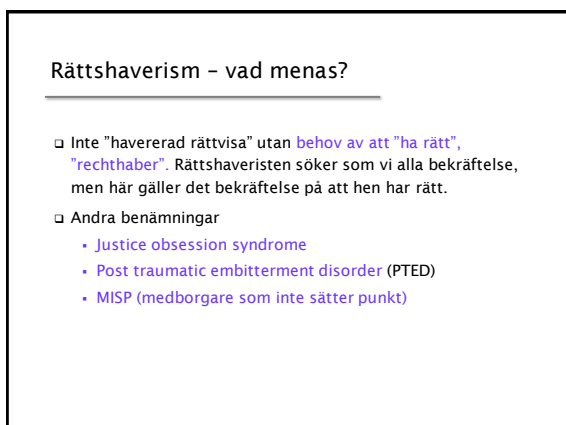 Rättshaverism – vad menas?
❑ Inte ”havererad rättvisa” utan behov av att ”ha rätt”,
”rechthaber”. Rättshaveristen söker som vi alla bekräftelse,
men här gäller det bekräftelse på att hen har rätt.
❑ Andra benämningar
▪ Justice obsession syndrome
▪ Post traumatic embitterment disorder (PTED)
▪ MISP (medborgare som inte sätter punkt)